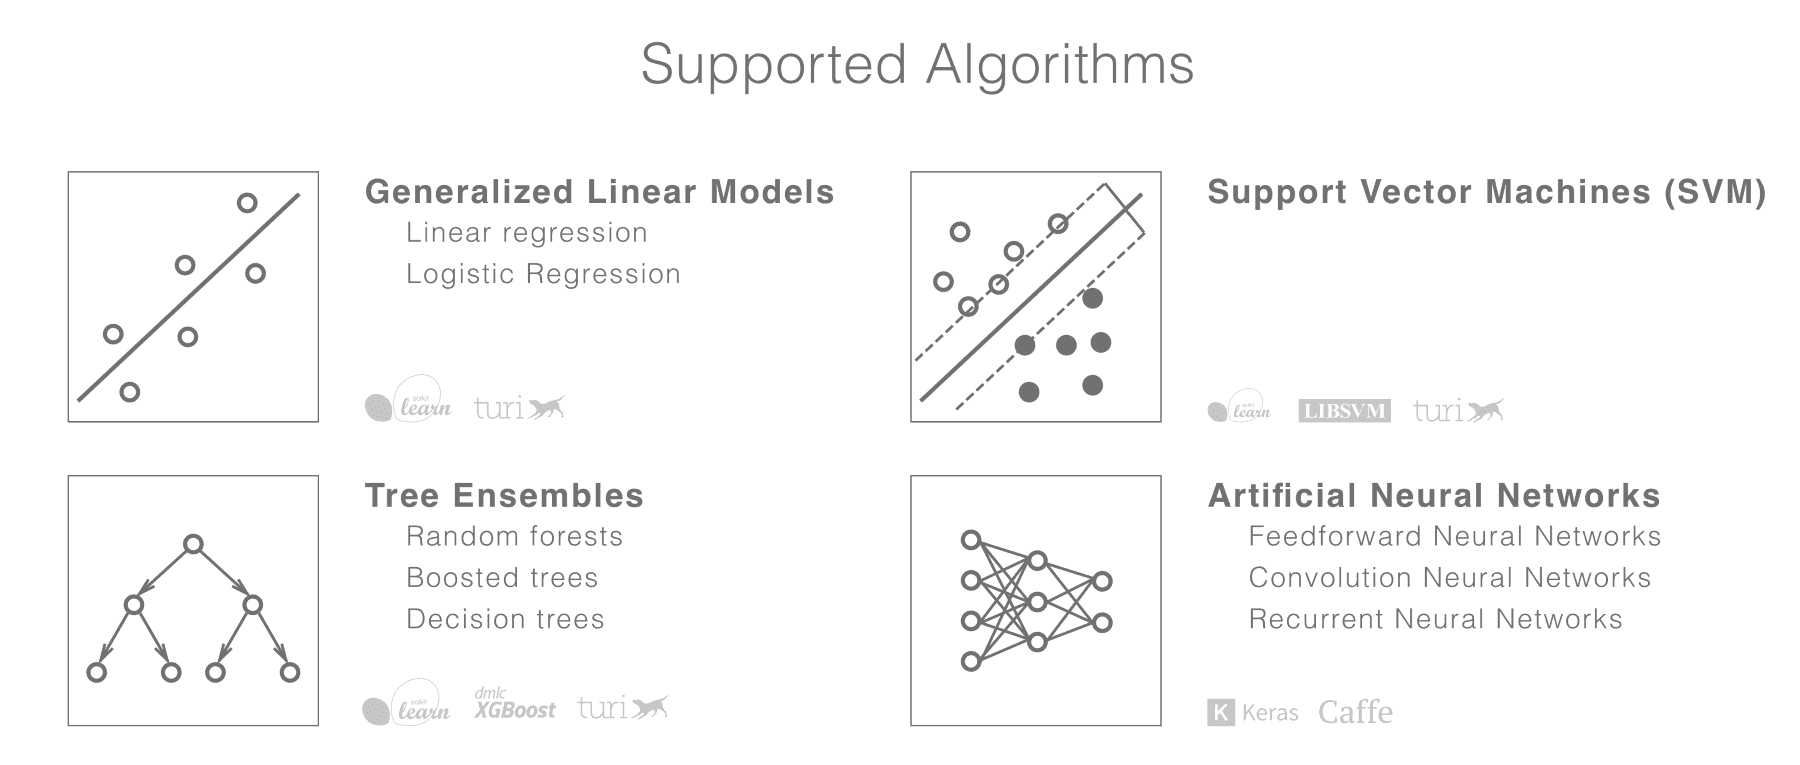 Supported Algorithms
Generalized Linear Models
Linear regression
Logistic Regression
scikit
learn
turi
Support Vector Machines (SVM)
scikit
learn
LIBSVM
turi
Tree Ensembles
Random forests
Boosted trees
Decision trees
scikit
learn
dmlc
XGBoost
turi
Artificial Neural Networks
Feedforward Neural Networks
Convolution Neural Networks
Recurrent Neural Networks
K Keras
Caffe